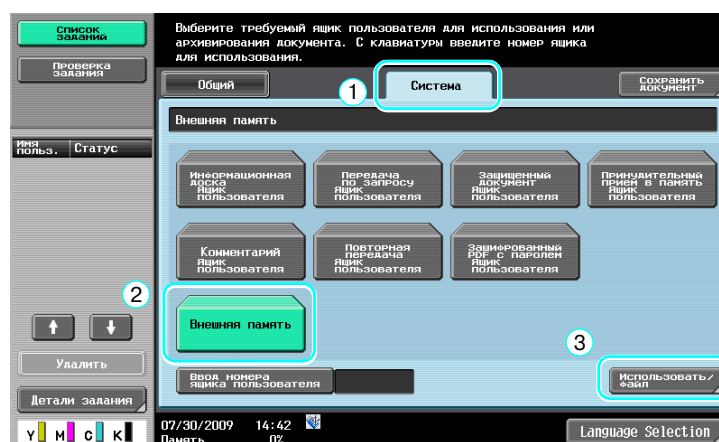 Список
заданий
Проверка
задания
Имя
польз.
Статус
Удалить
Детали задания
Y M C K
Выберите требуемый ящик пользователя для использования или
архивирования документа. С клавиатуры введите номер ящика
для использования.
Общий
1
Система
Сохранить
документ
Внешняя память
Информационная
доска
Ящик
пользователя
Передача
по запросу
Ящик
пользователя
Защищенный
документ
Ящик
пользователя
Принудительный
прием в память
Ящик
пользователя
Комментарий
Ящик
пользователя
Повторная
передача
Ящик
пользователя
Зашифрованный
PDF с паролем
Ящик
пользователя
2
Внешняя память
3
Ввод номера
ящика пользователя
Использовать/
файл
07/30/2009 14:42
Память 0%
Language Selection